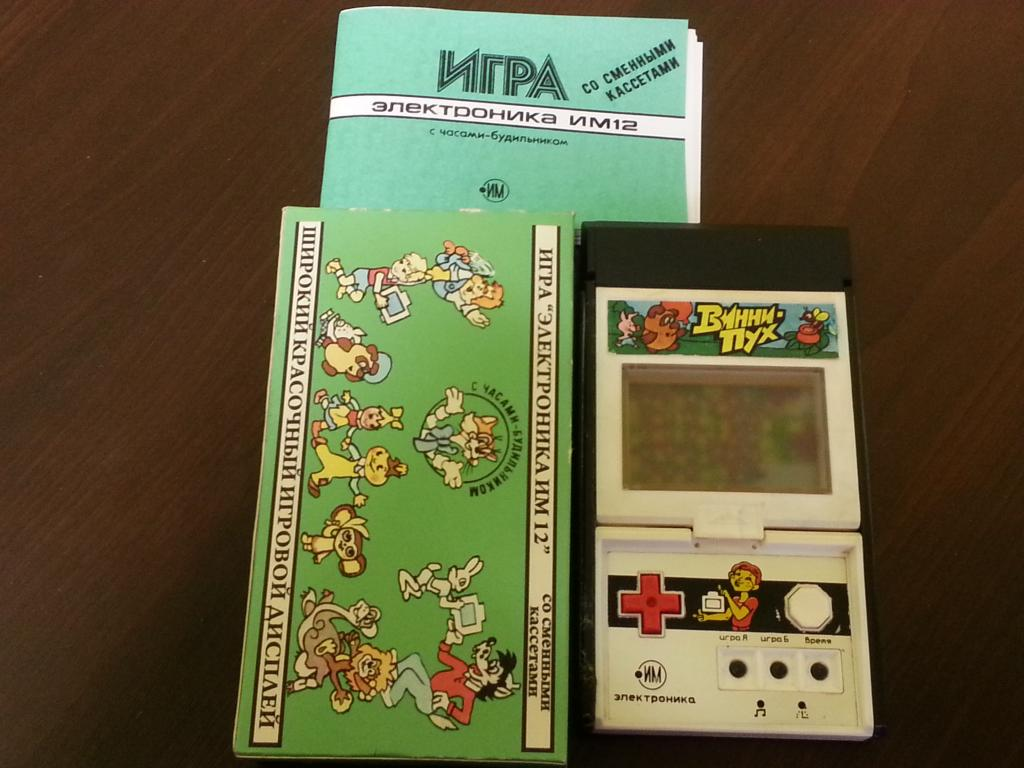 ИГРА
СО СМЕННЫМИ
КАССЕТАМИ
электроника ИМ12
с часами-будильником
ИМ
ИГРА "ЭЛЕКТРОНИКА ИМ 12"
СО СМЕННЫМИ
КАССЕТАМИ
С ЧАСАМИ-БУДИЛЬНИКОМ
ШИРОКИЙ КРАСОЧНЫЙ ИГРОВОЙ ДИСПЛЕЙ
ВИННИ-
ПУХ
игра А игра Б Время
ИМ
электроника